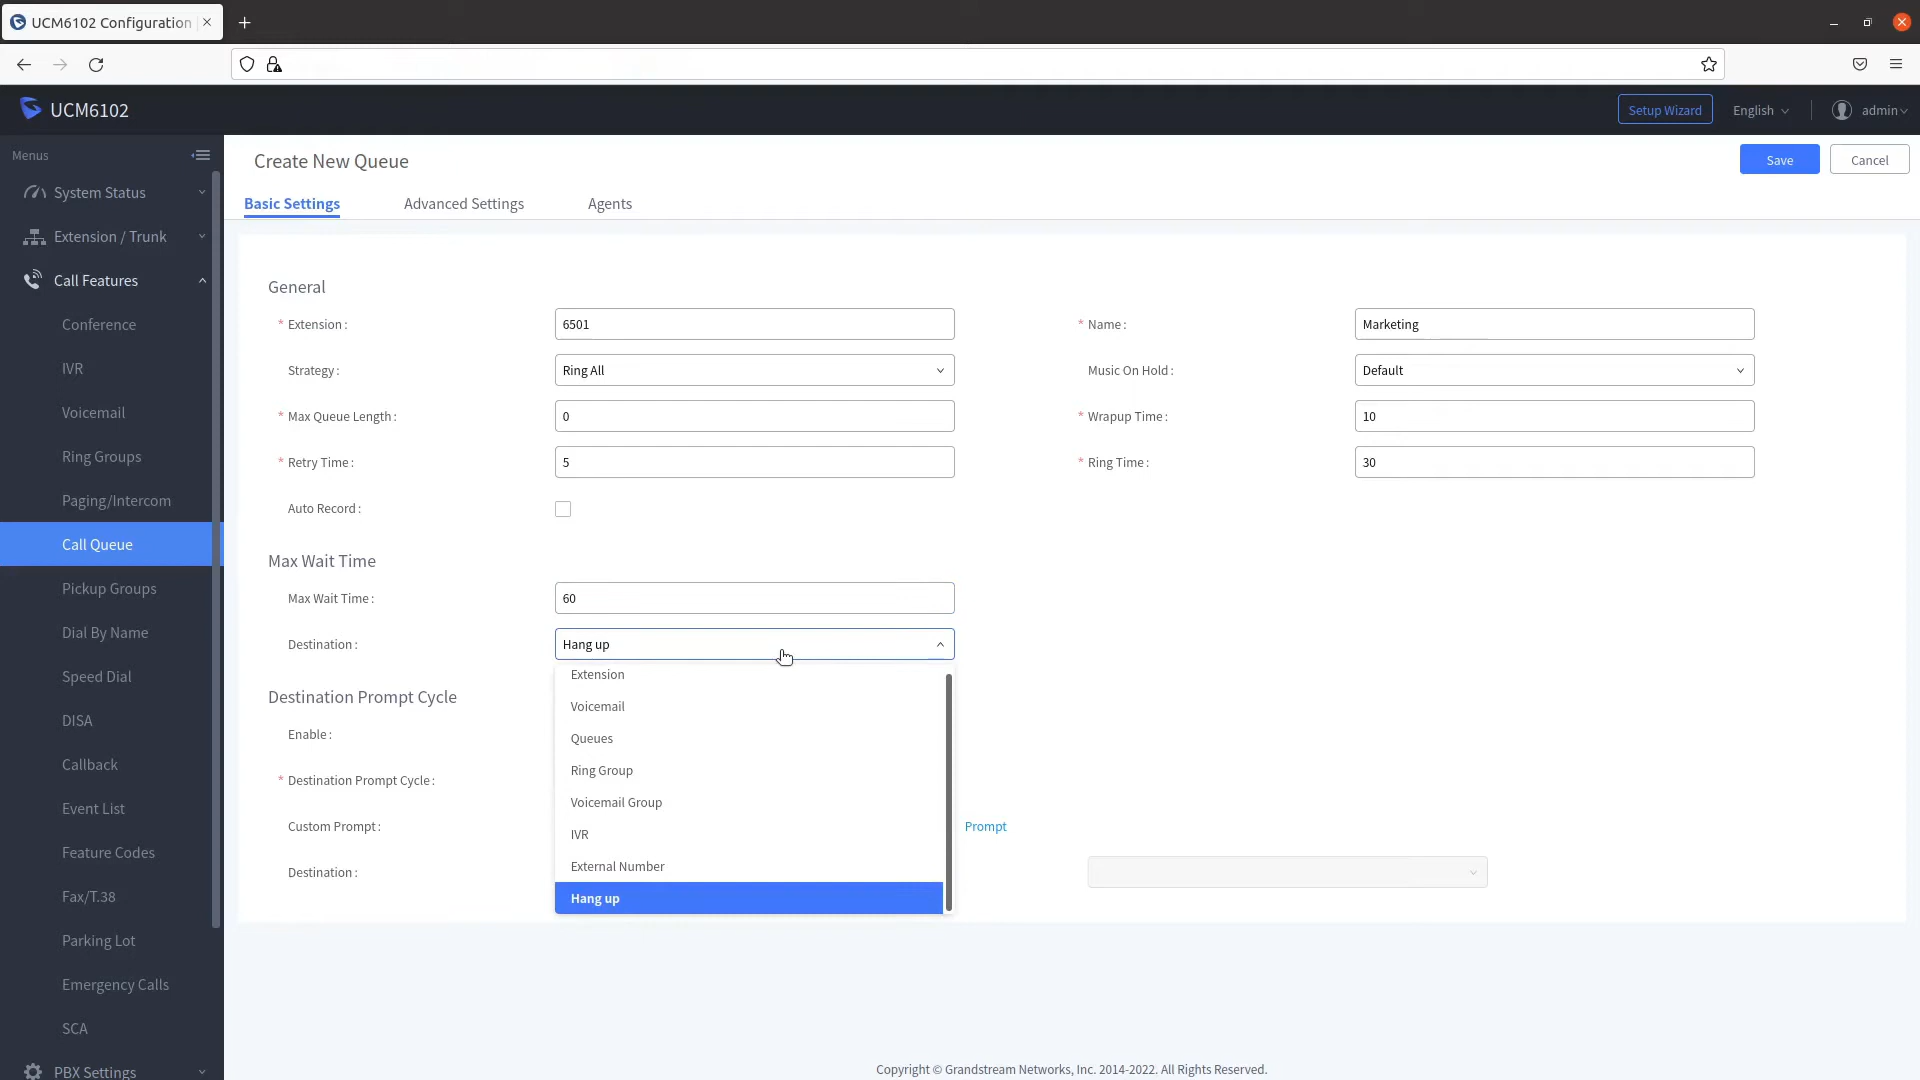 UCM6102 Configuration
UCM6102
Setup Wizard
English
admin
Menus
System Status
Extension / Trunk
Call Features
Conference
IVR
Voicemail
Ring Groups
Paging/Intercom
Call Queue
Pickup Groups
Dial By Name
Speed Dial
DISA
Callback
Event List
Feature Codes
Fax/T.38
Parking Lot
Emergency Calls
SCA
PBX Settings
Create New Queue
Save
Cancel
Basic Settings
Advanced Settings
Agents
General
* Extension : 6501
* Name : Marketing
Strategy : Ring All
Music On Hold : Default
* Max Queue Length : 0
* Wrapup Time : 10
* Retry Time : 5
* Ring Time : 30
Auto Record :
Max Wait Time
Max Wait Time : 60
Destination : Hang up
Extension
Voicemail
Queues
Ring Group
Voicemail Group
IVR
External Number
Hang up
Destination Prompt Cycle
Enable :
* Destination Prompt Cycle :
Custom Prompt : Prompt
Destination :
Copyright © Grandstream Networks, Inc. 2014-2022. All Rights Reserved.